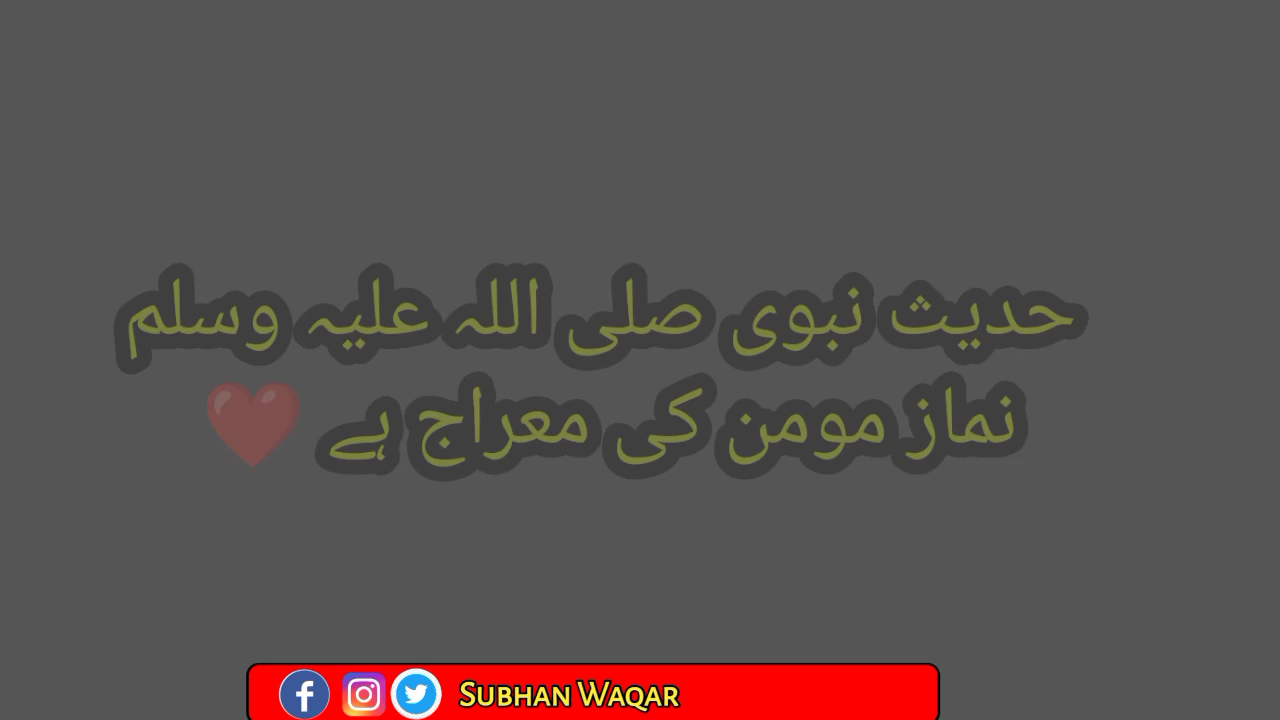 حدیث نبوی صلی اللہ علیہ وسلم
نماز مومن کی معراج ہے ❤️
SUBHAN WAQAR